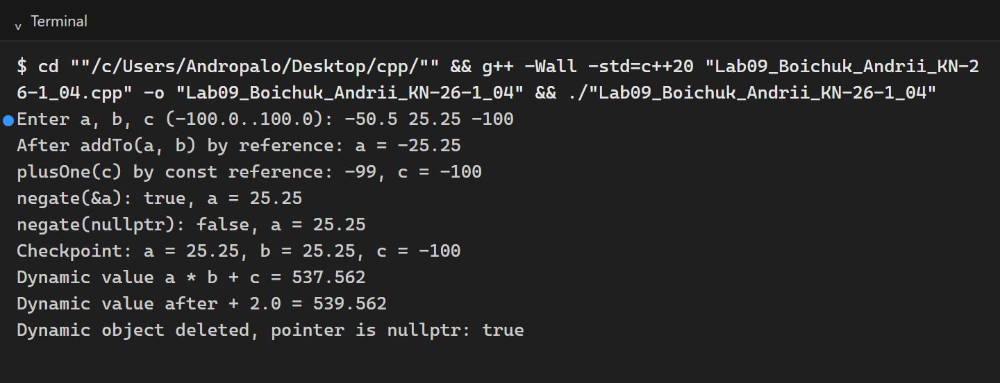 Terminal
$ cd ""/c/Users/Andropalo/Desktop/cpp/"" && g++ -Wall -std=c++20 "Lab09_Boichuk_Andrii_KN-2
6-1_04.cpp" -o "Lab09_Boichuk_Andrii_KN-26-1_04" && ./"Lab09_Boichuk_Andrii_KN-26-1_04"
Enter a, b, c (-100.0..100.0): -50.5 25.25 -100
After addTo(a, b) by reference: a = -25.25
plusOne(c) by const reference: -99, c = -100
negate(&a): true, a = 25.25
negate(nullptr): false, a = 25.25
Checkpoint: a = 25.25, b = 25.25, c = -100
Dynamic value a * b + c = 537.562
Dynamic value after + 2.0 = 539.562
Dynamic object deleted, pointer is nullptr: true